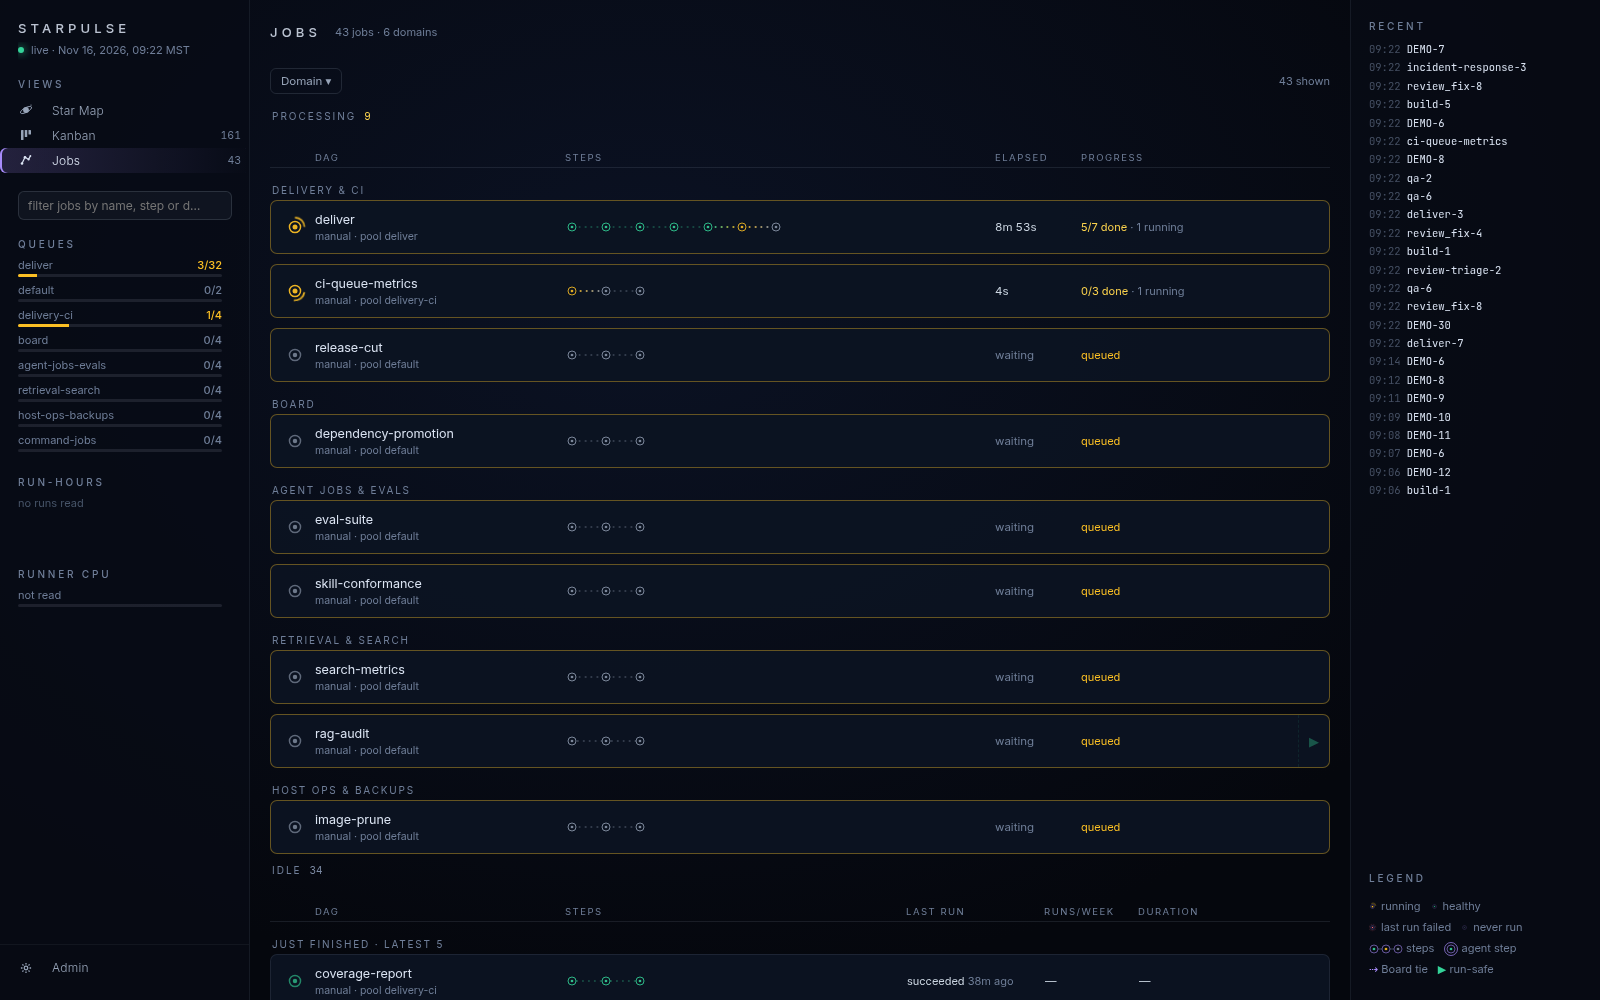 STARPULSE
live · Nov 16, 2026, 09:22 MST
VIEWS
Star Map
Kanban 161
Jobs 43
filter jobs by name, step or d...
QUEUES
deliver 3/32
default 0/2
delivery-ci 1/4
board 0/4
agent-jobs-evals 0/4
retrieval-search 0/4
host-ops-backups 0/4
command-jobs 0/4
RUN-HOURS
no runs read
RUNNER CPU
not read
Admin
JOBS 43 jobs · 6 domains
Domain ▾ 43 shown
PROCESSING 9
DAG STEPS ELAPSED PROGRESS
DELIVERY & CI
deliver
manual · pool deliver
8m 53s 5/7 done · 1 running
ci-queue-metrics
manual · pool delivery-ci
4s 0/3 done · 1 running
release-cut
manual · pool default
waiting queued
BOARD
dependency-promotion
manual · pool default
waiting queued
AGENT JOBS & EVALS
eval-suite
manual · pool default
waiting queued
skill-conformance
manual · pool default
waiting queued
RETRIEVAL & SEARCH
search-metrics
manual · pool default
waiting queued
rag-audit
manual · pool default
waiting queued
HOST OPS & BACKUPS
image-prune
manual · pool default
waiting queued
IDLE 34
DAG STEPS LAST RUN RUNS/WEEK DURATION
JUST FINISHED · LATEST 5
coverage-report
manual · pool delivery-ci
succeeded 38m ago — —
RECENT
09:22 DEMO-7
09:22 incident-response-3
09:22 review_fix-8
09:22 build-5
09:22 DEMO-6
09:22 ci-queue-metrics
09:22 DEMO-8
09:22 qa-2
09:22 qa-6
09:22 deliver-3
09:22 review_fix-4
09:22 build-1
09:22 review-triage-2
09:22 qa-6
09:22 review_fix-8
09:22 DEMO-30
09:22 deliver-7
09:14 DEMO-6
09:12 DEMO-8
09:11 DEMO-9
09:09 DEMO-10
09:08 DEMO-11
09:07 DEMO-6
09:06 DEMO-12
09:06 build-1
LEGEND
running healthy
last run failed never run
steps agent step
⇢ Board tie ▶ run-safe